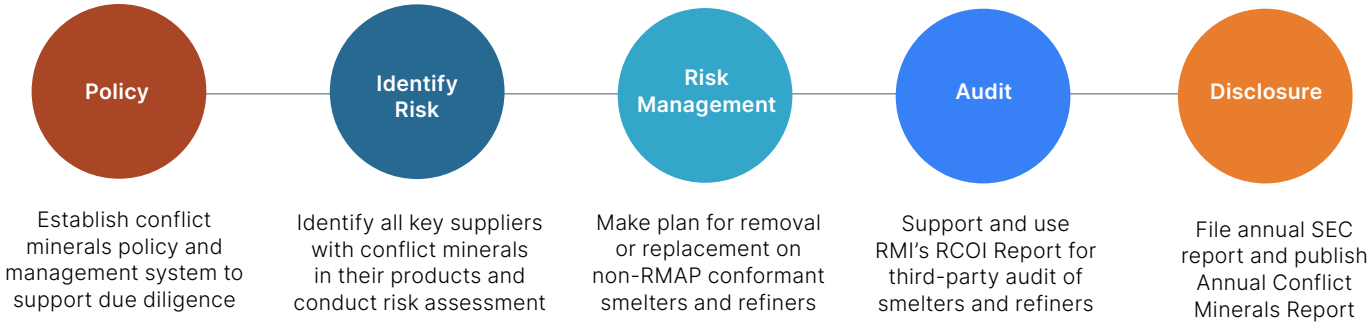 Policy
Identify
Risk
Risk
Management
Audit
Disclosure
Establish conflict
minerals policy and
management system to
support due diligence
Identify all key suppliers
with conflict minerals
in their products and
conduct risk assessment
Make plan for removal
or replacement on
non-RMAP conformant
smelters and refiners
Support and use
RMI’s RCOI Report for
third-party audit of
smelters and refiners
File annual SEC
report and publish
Annual Conflict
Minerals Report